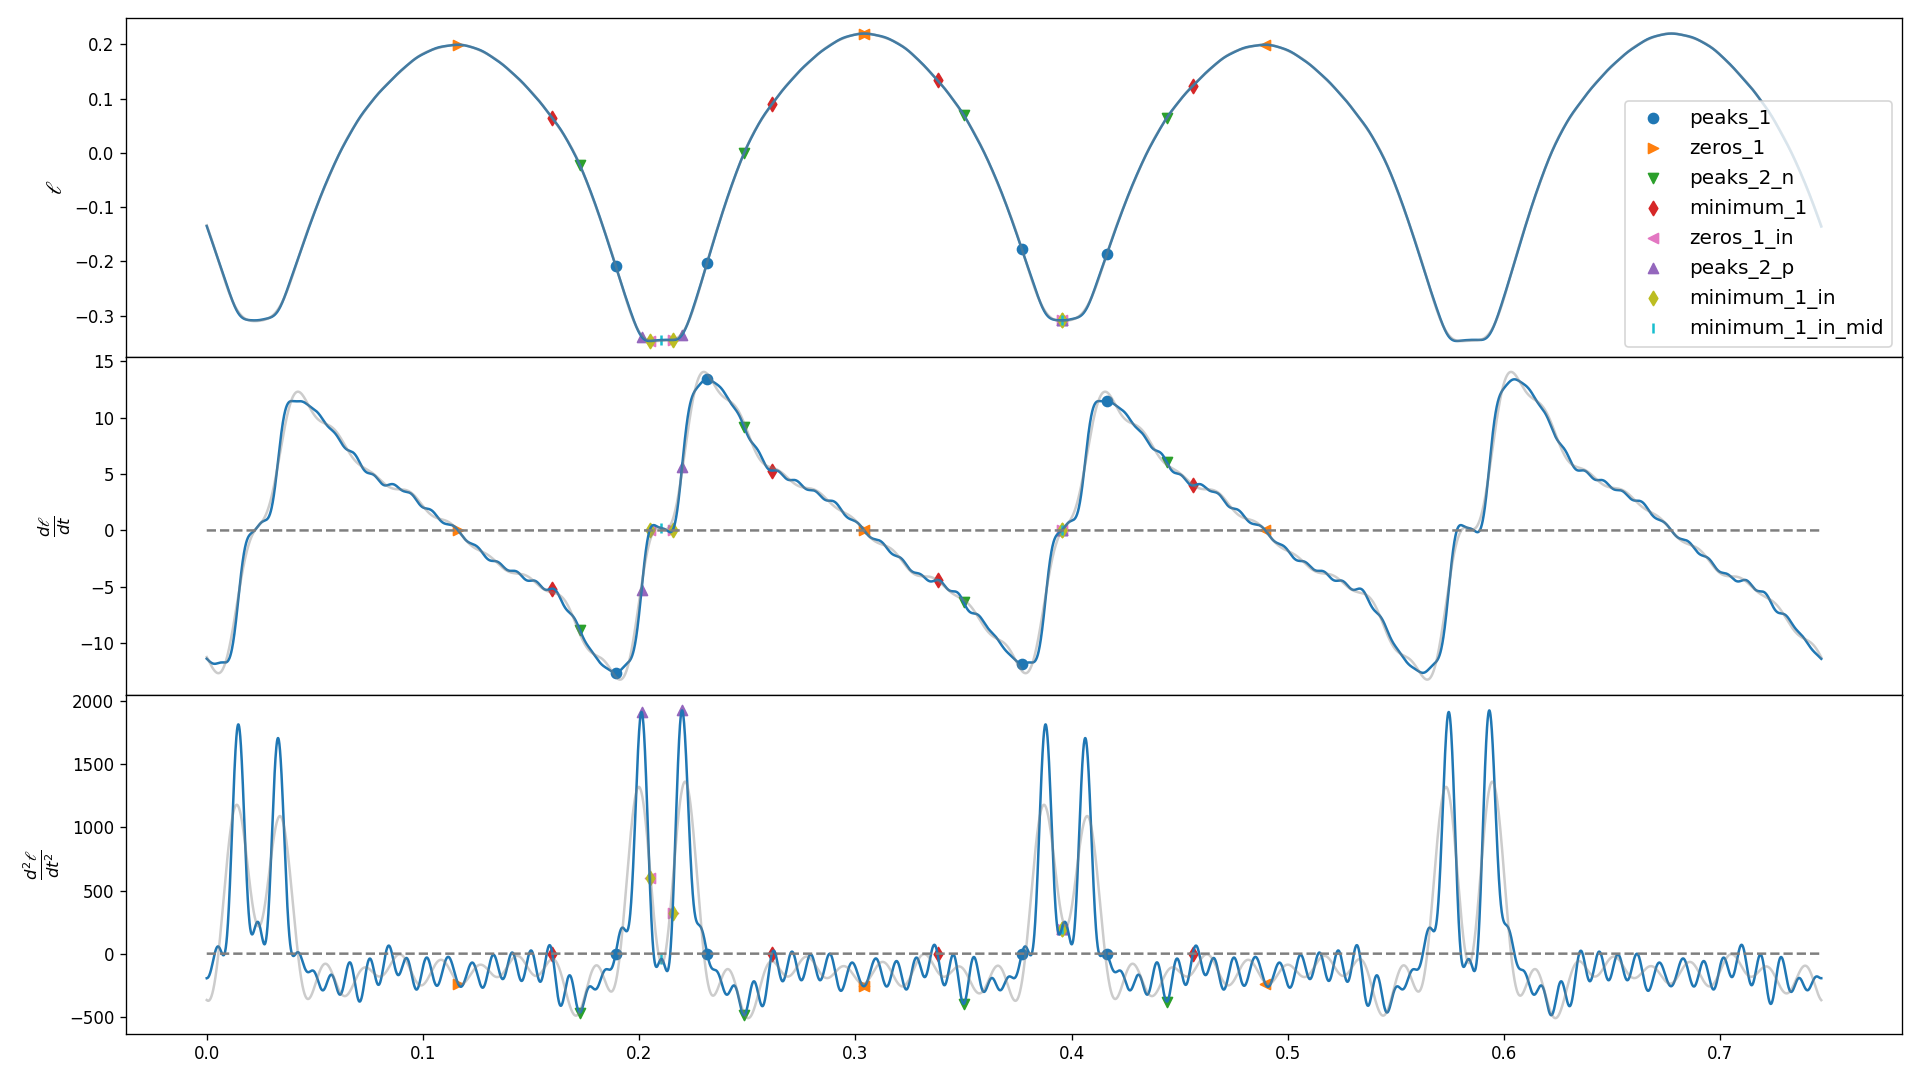 0.2
0.1
0.0
−0.1
−0.2
−0.3
ℓ
peaks_1
zeros_1
peaks_2_n
minimum_1
zeros_1_in
peaks_2_p
minimum_1_in
minimum_1_in_mid
15
10
5
0
−5
−10
dℓ
dt
2000
1500
1000
500
0
−500
d²ℓ
dt²
0.0 0.1 0.2 0.3 0.4 0.5 0.6 0.7